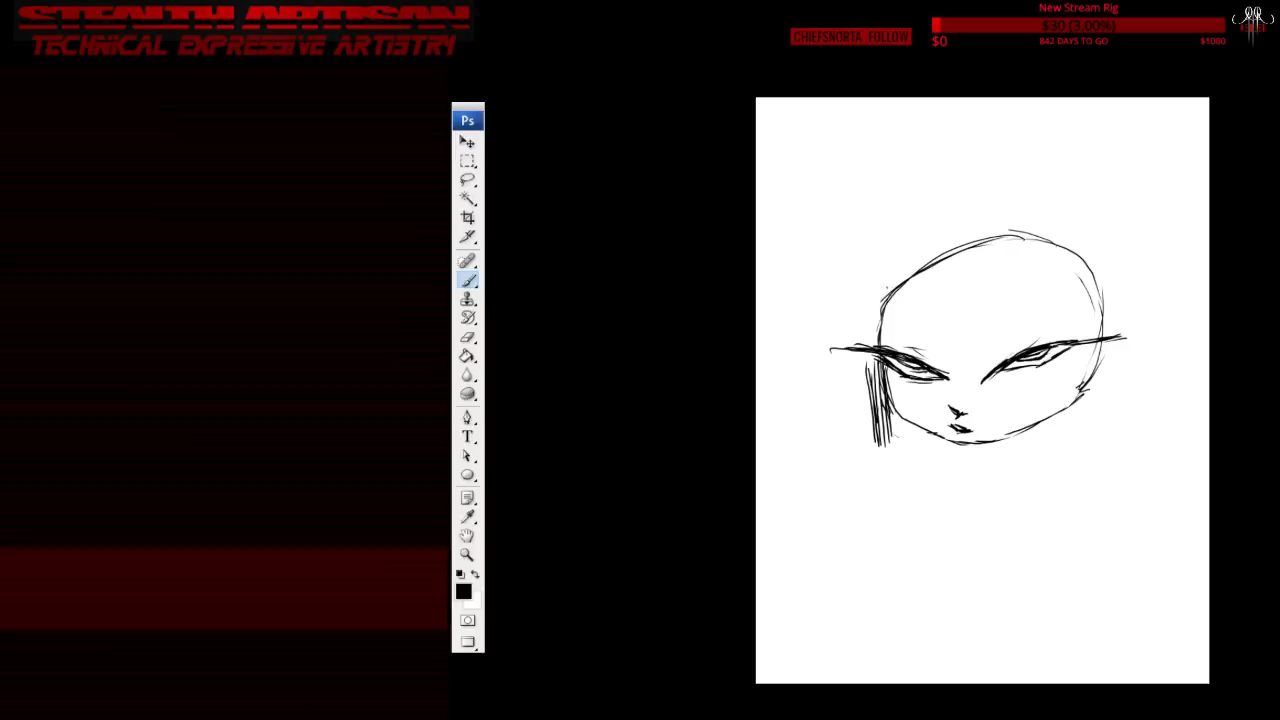 STEALTH ARTISAN
TECHNICAL EXPRESSIVE ARTISTRY
CHIEFSNORTA FOLLOW
New Stream Rig
$30 (3.00%)
$0
842 DAYS TO GO
$1000
Ps
T